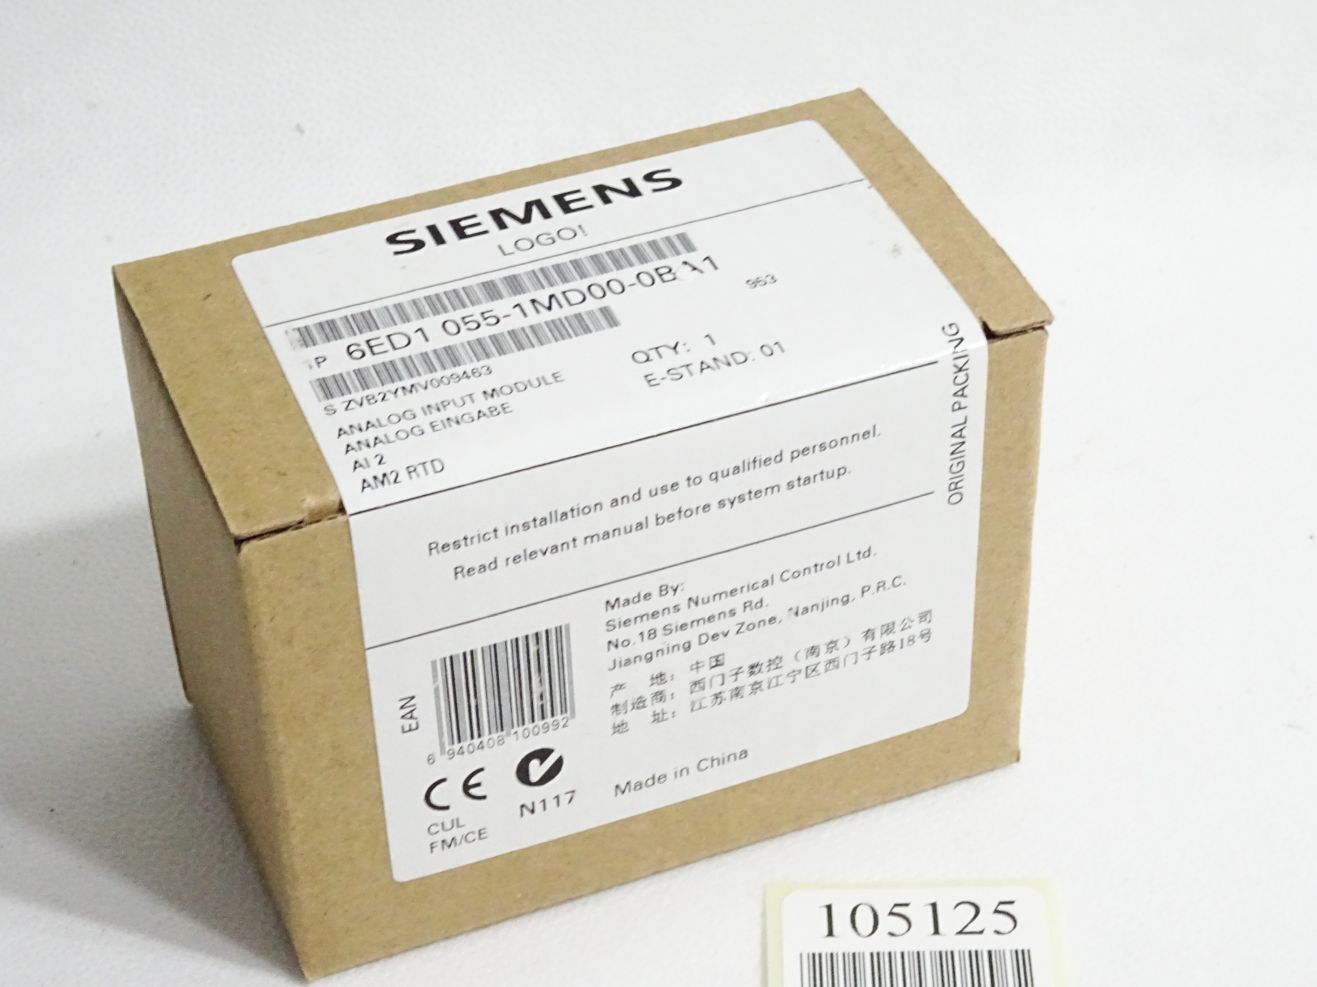 SIEMENS
LOGO!
1P 6ED1 055-1MD00-0BA1
953
S ZVB2YMV009463
QTY: 1
E-STAND: 01
ANALOG INPUT MODULE
ANALOG EINGABE
AI 2
AM2 RTD
ORIGINAL PACKING
Restrict installation and use to qualified personnel.
Read relevant manual before system startup.
Made By:
Siemens Numerical Control Ltd.
No.18 Siemens Rd.
Jiangning Dev Zone, Nanjing, P.R.C.
产 地: 中国
制造商: 西门子数控（南京）有限公司
地 址: 江苏南京江宁区西门子路18号
EAN
6 940408 100992
CE
N117
Made in China
CUL
FM/CE
105125